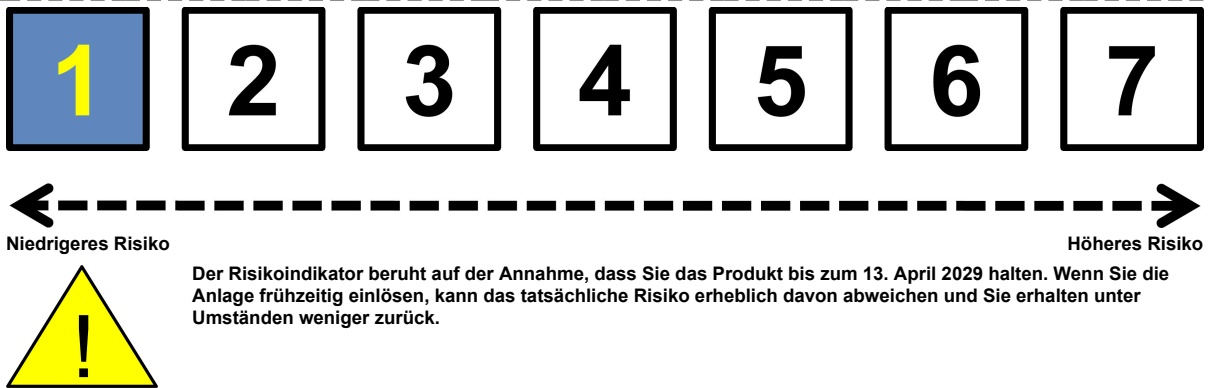 1 2 3 4 5 6 7
Niedrigeres Risiko Höheres Risiko
Der Risikoindikator beruht auf der Annahme, dass Sie das Produkt bis zum 13. April 2029 halten. Wenn Sie die
Anlage frühzeitig einlösen, kann das tatsächliche Risiko erheblich davon abweichen und Sie erhalten unter
Umständen weniger zurück.
!